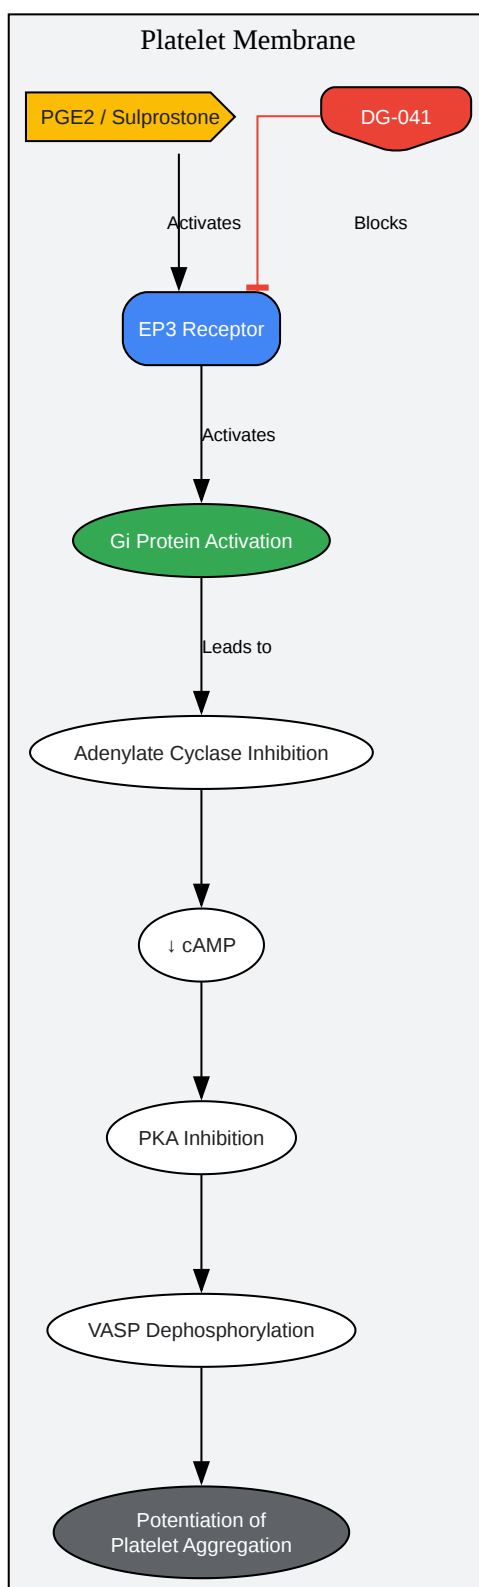 Platelet Membrane
PGE2 / Sulprostone
DG-041
Activates
Blocks
EP3 Receptor
Activates
Gi Protein Activation
Leads to
Adenylate Cyclase Inhibition
↓ cAMP
PKA Inhibition
VASP Dephosphorylation
Potentiation of
Platelet Aggregation